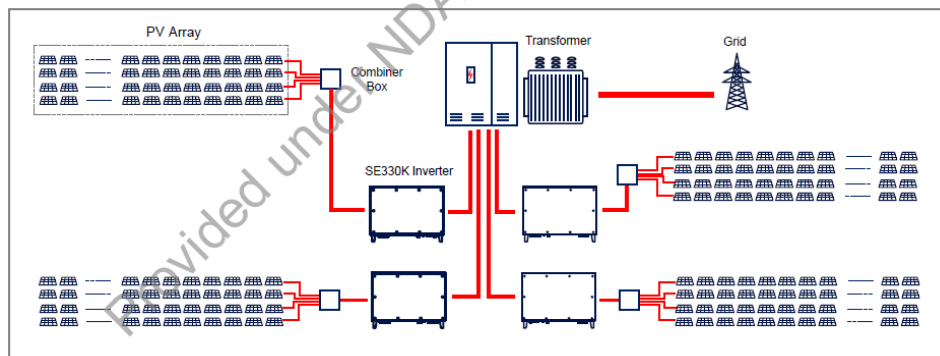 PV Array
Transformer
Grid
Combiner
Box
SE330K Inverter
Provided under NDA